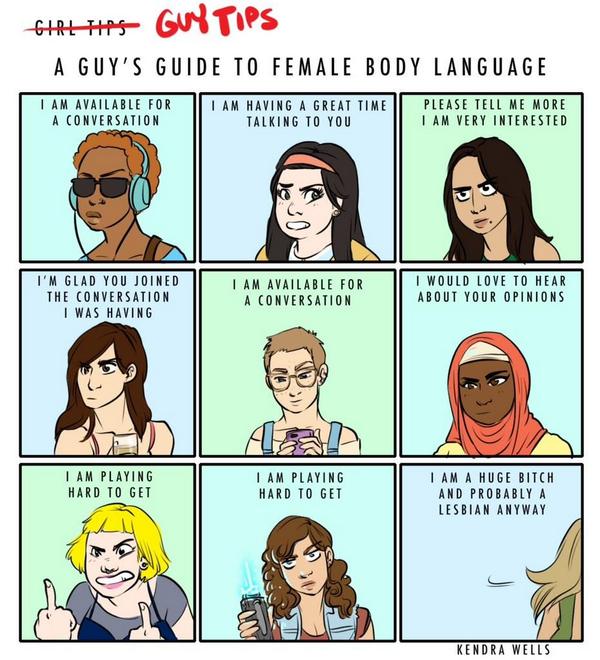 GIRL TIPS GUY TIPS
A GUY'S GUIDE TO FEMALE BODY LANGUAGE
I AM AVAILABLE FOR
A CONVERSATION
I AM HAVING A GREAT TIME
TALKING TO YOU
PLEASE TELL ME MORE
I AM VERY INTERESTED
I'M GLAD YOU JOINED
THE CONVERSATION
I WAS HAVING
I AM AVAILABLE FOR
A CONVERSATION
I WOULD LOVE TO HEAR
ABOUT YOUR OPINIONS
I AM PLAYING
HARD TO GET
I AM PLAYING
HARD TO GET
I AM A HUGE BITCH
AND PROBABLY A
LESBIAN ANYWAY
KENDRA WELLS